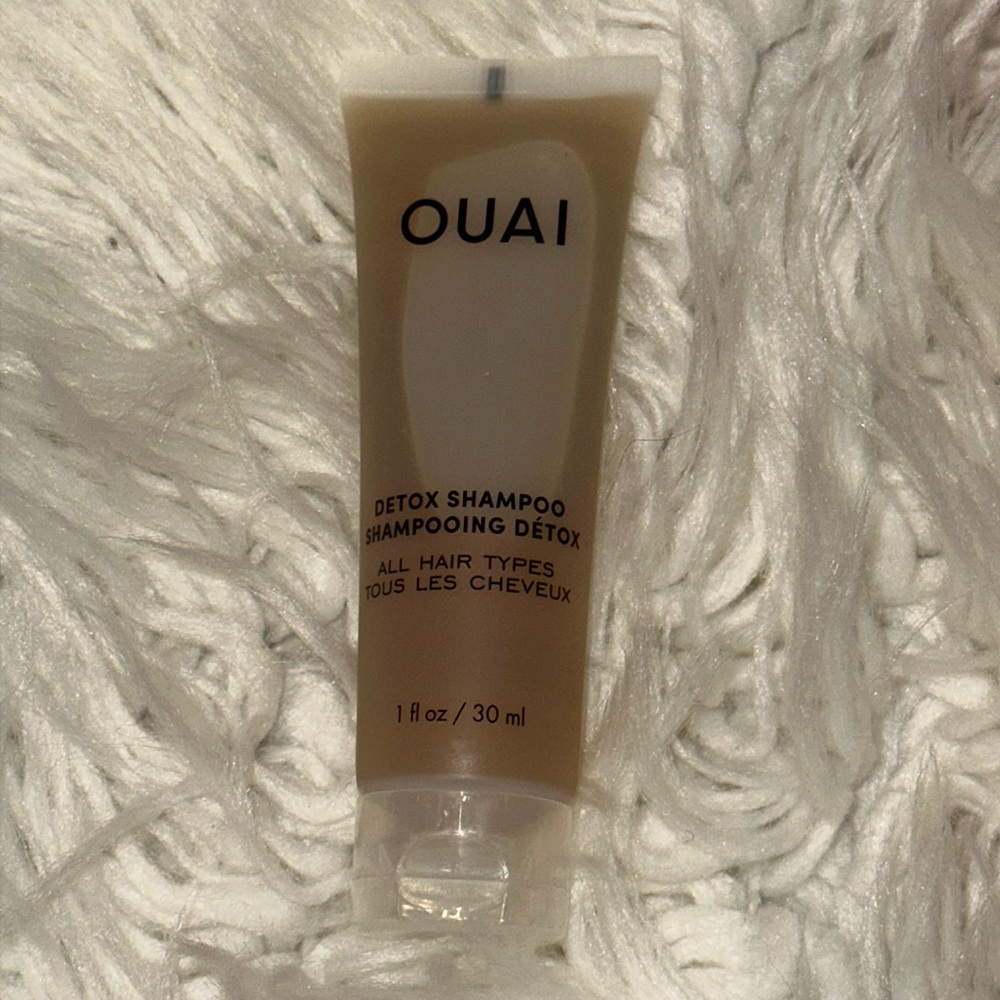 OUAI
DETOX SHAMPOO
SHAMPOOING DÉTOX
ALL HAIR TYPES
TOUS LES CHEVEUX
1 fl oz / 30 ml